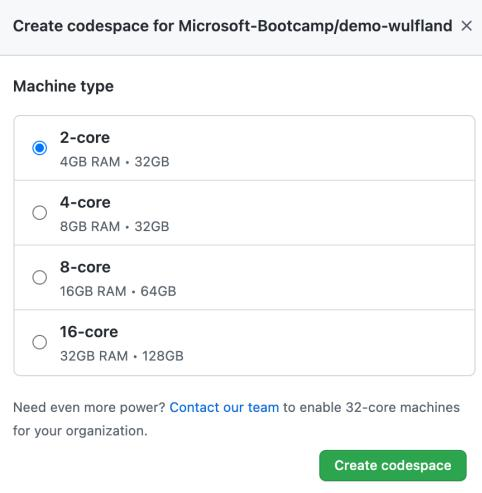 Create codespace for Microsoft-Bootcamp/demo-wulfland ×
Machine type
2-core
4GB RAM • 32GB
4-core
8GB RAM • 32GB
8-core
16GB RAM • 64GB
16-core
32GB RAM • 128GB
Need even more power? Contact our team to enable 32-core machines
for your organization.
Create codespace